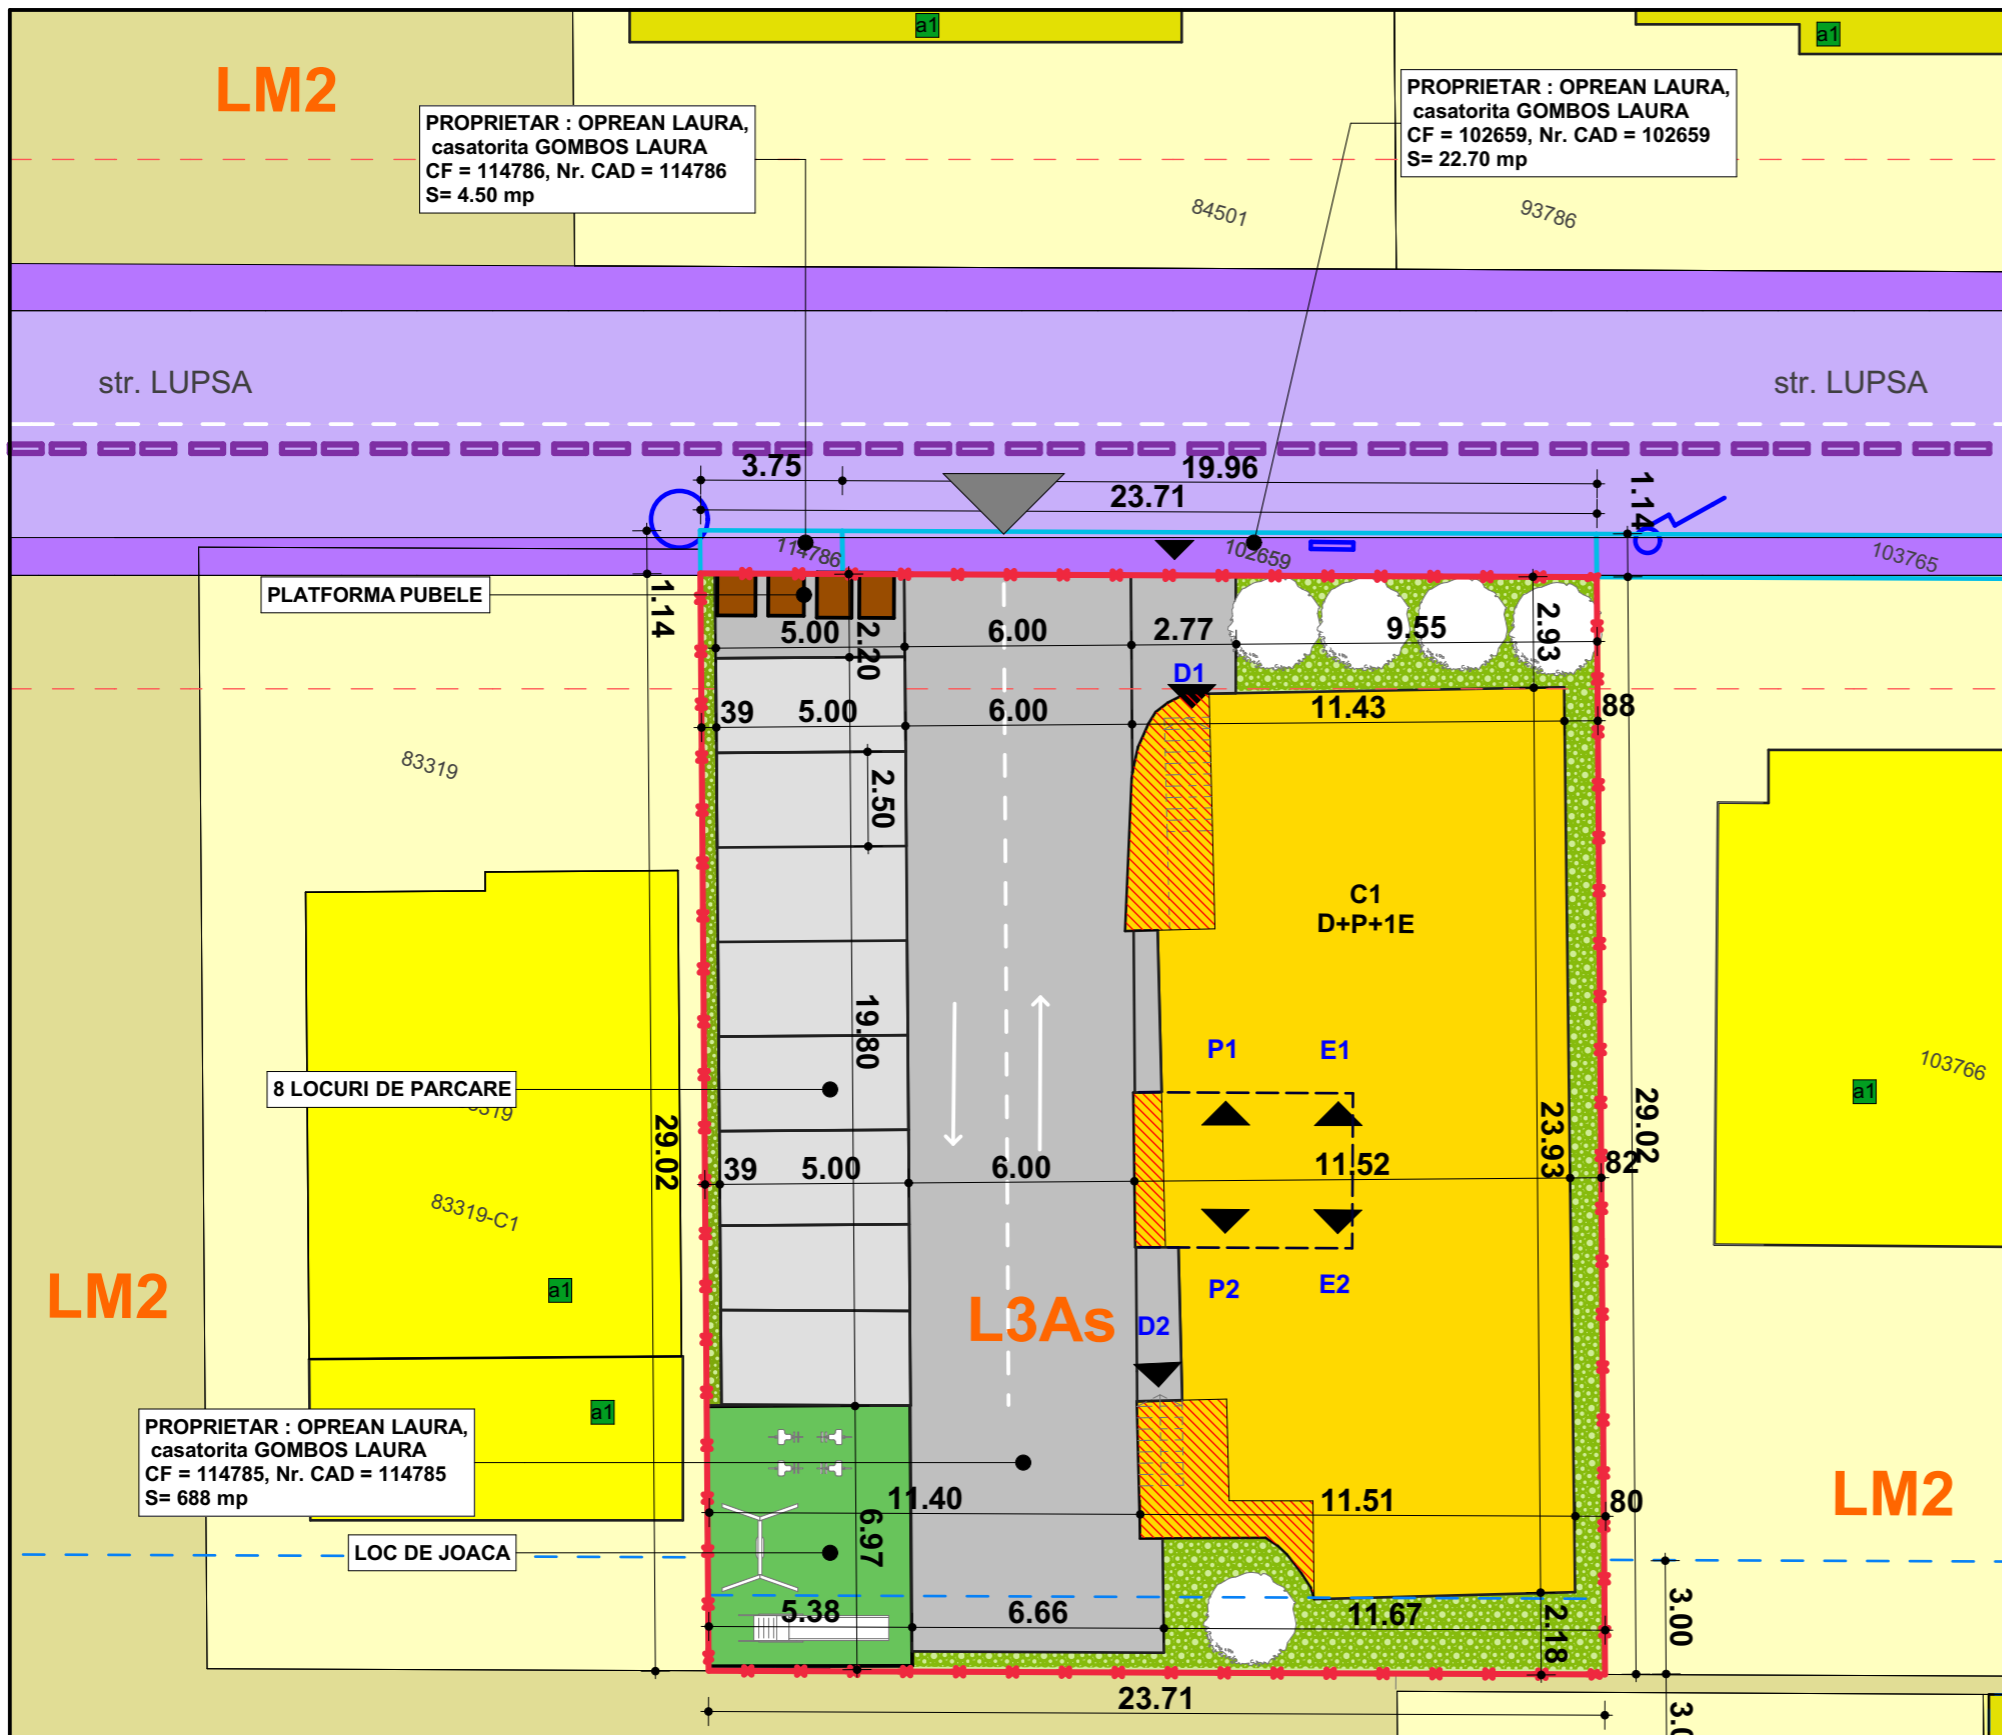 a1
a1
LM2
PROPRIETAR : OPREAN LAURA,
casatorita GOMBOS LAURA
CF = 114786, Nr. CAD = 114786
S= 4.50 mp
PROPRIETAR : OPREAN LAURA,
casatorita GOMBOS LAURA
CF = 102659, Nr. CAD = 102659
S= 22.70 mp
84501
93786
str. LUPSA
str. LUPSA
3.75
19.96
23.71
1.14
114786
102659
103765
PLATFORMA PUBELE
1.14
5.00
2.20
6.00
2.77
9.55
2.93
D1
39
5.00
6.00
11.43
88
83319
2.50
C1
D+P+1E
19.80
P1
E1
103766
a1
8 LOCURI DE PARCARE
29.02
23.93
29.02
39
5.00
6.00
11.52
82
83319-C1
a1
P2
E2
LM2
L3As
D2
a1
PROPRIETAR : OPREAN LAURA,
casatorita GOMBOS LAURA
CF = 114785, Nr. CAD = 114785
S= 688 mp
11.40
11.51
80
LM2
LOC DE JOACA
6.97
5.38
6.66
11.67
2.18
3.00
23.71